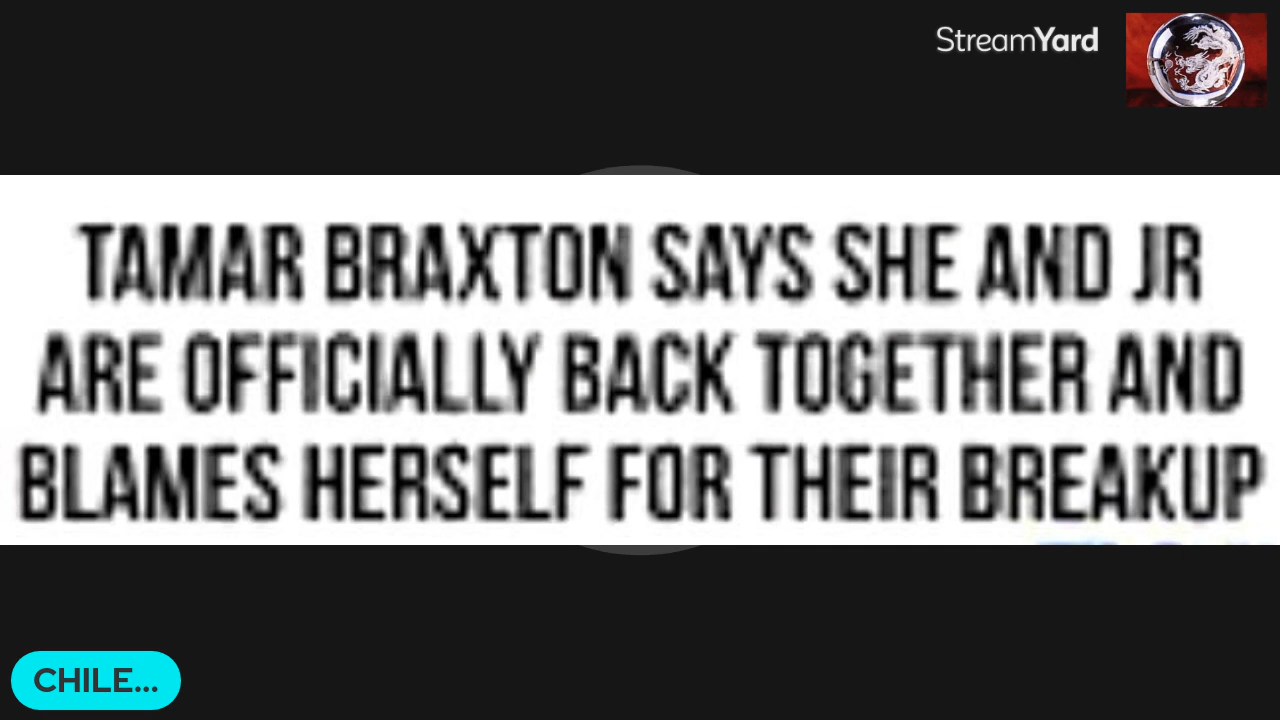 StreamYard
TAMAR BRAXTON SAYS SHE AND JR
ARE OFFICIALLY BACK TOGETHER AND
BLAMES HERSELF FOR THEIR BREAKUP
CHILE...